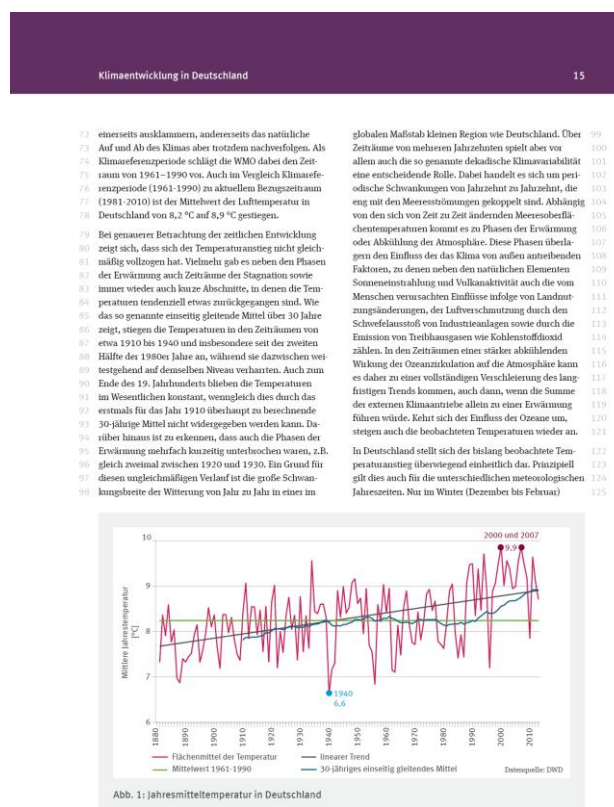 Klimaentwicklung in Deutschland 15
72 einerseits ausklammern, andererseits das natürliche
73 Auf und Ab des Klimas aber trotzdem nachverfolgen. Als
74 Klimareferenzperiode schlägt die WMO dabei den Zeit-
75 raum von 1961–1990 vor. Auch im Vergleich Klimarefe-
76 renzperiode (1961-1990) zu aktuellem Bezugszeitraum
77 (1981-2010) ist der Mittelwert der Lufttemperatur in
78 Deutschland von 8,2 °C auf 8,9 °C gestiegen.
79 Bei genauerer Betrachtung der zeitlichen Entwicklung
80 zeigt sich, dass sich der Temperaturanstieg nicht gleich-
81 mäßig vollzogen hat. Vielmehr gab es neben den Phasen
82 der Erwärmung auch Zeiträume der Stagnation sowie
83 immer wieder auch kurze Abschnitte, in denen die Tem-
84 peraturen tendenziell etwas zurückgegangen sind. Wie
85 das so genannte einseitig gleitende Mittel über 30 Jahre
86 zeigt, stiegen die Temperaturen in den Zeiträumen von
87 etwa 1910 bis 1940 und insbesondere seit der zweiten
88 Hälfte der 1980er Jahre an, während sie dazwischen wei-
89 testgehend auf demselben Niveau verharrten. Auch zum
90 Ende des 19. Jahrhunderts blieben die Temperaturen
91 im Wesentlichen konstant, wenngleich dies durch das
92 erstmals für das Jahr 1910 überhaupt zu berechnende
93 30-jährige Mittel nicht widergegeben werden kann. Da-
94 rüber hinaus ist zu erkennen, dass auch die Phasen der
95 Erwärmung mehrfach kurzeitig unterbrochen waren, z.B.
96 gleich zweimal zwischen 1920 und 1930. Ein Grund für
97 diesen ungleichmäßigen Verlauf ist die große Schwan-
98 kungsbreite der Witterung von Jahr zu Jahr in einer im
globalen Maßstab kleinen Region wie Deutschland. Über 99
Zeiträume von mehreren Jahrzehnten spielt aber vor 100
allem auch die so genannte dekadische Klimavariabilität 101
eine entscheidende Rolle. Dabei handelt es sich um peri- 102
odische Schwankungen von Jahrzehnt zu Jahrzehnt, die 103
eng mit den Meeresströmungen gekoppelt sind. Abhängig 104
von den sich von Zeit zu Zeit ändernden Meeresoberflä- 105
chentemperaturen kommt es zu Phasen der Erwärmung 106
oder Abkühlung der Atmosphäre. Diese Phasen überla- 107
gern den Einfluss der das Klima von außen antreibenden 108
Faktoren, zu denen neben den natürlichen Elementen 109
Sonneneinstrahlung und Vulkanaktivität auch die vom 110
Menschen verursachten Einflüsse infolge von Landnut- 111
zungsänderungen, der Luftverschmutzung durch den 112
Schwefelausstoß von Industrieanlagen sowie durch die 113
Emission von Treibhausgasen wie Kohlenstoffdioxid 114
zählen. In den Zeiträumen einer stärker abkühlenden 115
Wirkung der Ozeanzirkulation auf die Atmosphäre kann 116
es daher zu einer vollständigen Verschleierung des lang- 117
fristigen Trends kommen, auch dann, wenn die Summe 118
der externen Klimaantriebe allein zu einer Erwärmung 119
führen würde. Kehrt sich der Einfluss der Ozeane um, 120
steigen auch die beobachteten Temperaturen wieder an. 121
In Deutschland stellt sich der bislang beobachtete Tem- 122
peraturanstieg überwiegend einheitlich dar. Prinzipiell 123
gilt dies auch für die unterschiedlichen meteorologischen 124
Jahreszeiten. Nur im Winter (Dezember bis Februar) 125
Mittlere Jahrestemperatur
[°C]
10
9
8
7
6
2000 und 2007
9,9
1940
6,6
1880 1890 1900 1910 1920 1930 1940 1950 1960 1970 1980 1990 2000 2010
Flächenmittel der Temperatur linearer Trend
Mittelwert 1961-1990 30-jähriges einseitig gleitendes Mittel Datenquelle: DWD
Abb. 1: Jahresmitteltemperatur in Deutschland